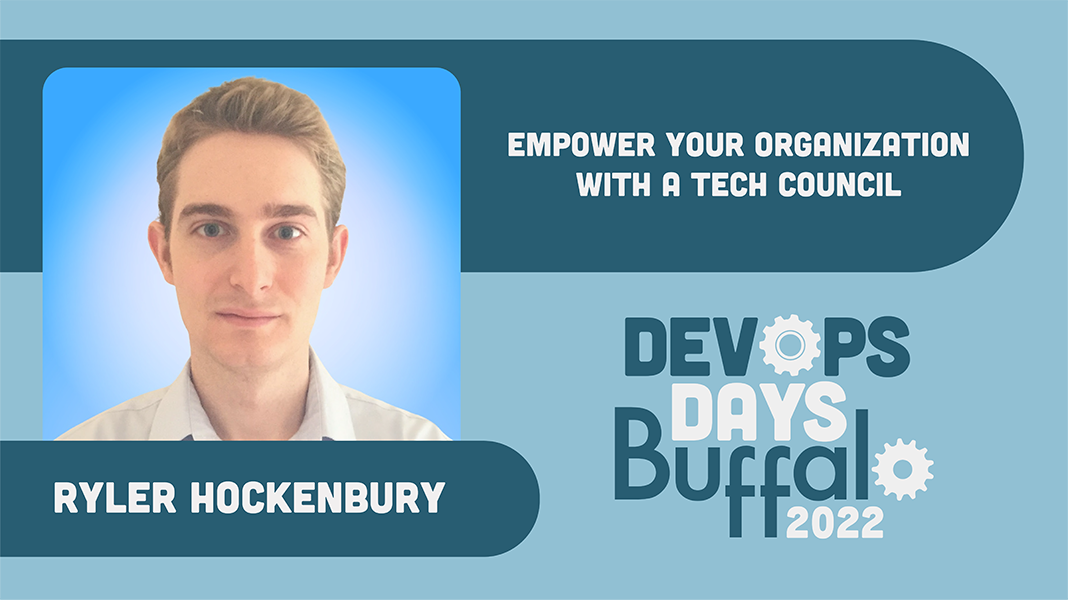 EMPOWER YOUR ORGANIZATION
WITH A TECH COUNCIL
RYLER HOCKENBURY
DEVOPS
DAYS
Buffalo
2022